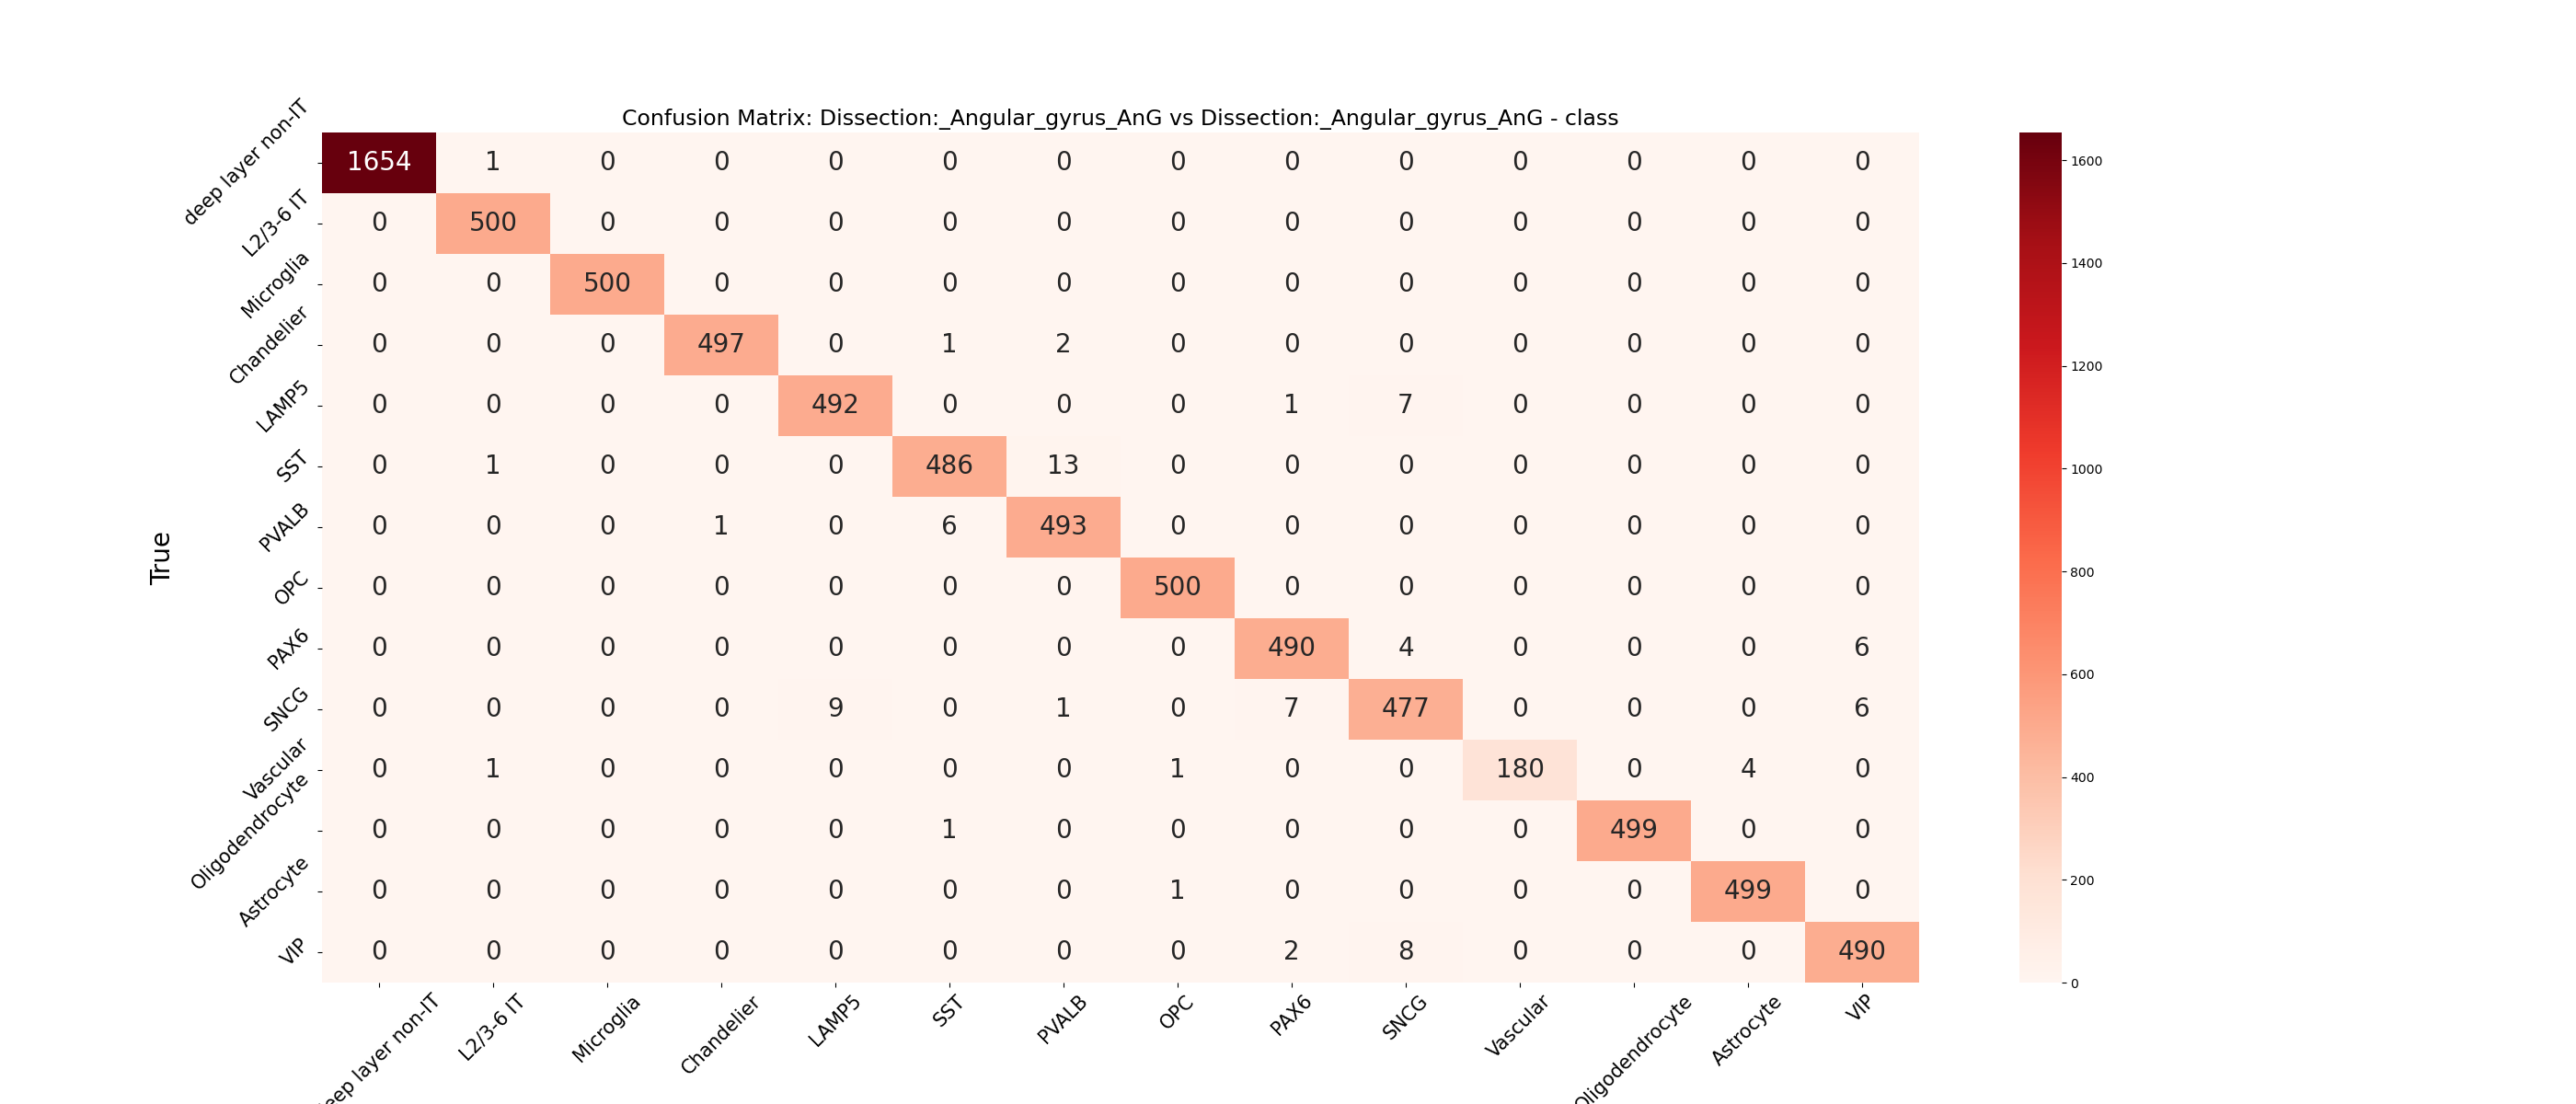 Confusion Matrix: Dissection:_Angular_gyrus_AnG vs Dissection:_Angular_gyrus_AnG - class
True
deep layer non-IT 1654 1 0 0 0 0 0 0 0 0 0 0 0 0
L2/3-6 IT 0 500 0 0 0 0 0 0 0 0 0 0 0 0
Microglia 0 0 500 0 0 0 0 0 0 0 0 0 0 0
Chandelier 0 0 0 497 0 1 2 0 0 0 0 0 0 0
LAMP5 0 0 0 0 492 0 0 0 1 7 0 0 0 0
SST 0 1 0 0 0 486 13 0 0 0 0 0 0 0
PVALB 0 0 0 1 0 6 493 0 0 0 0 0 0 0
OPC 0 0 0 0 0 0 0 500 0 0 0 0 0 0
PAX6 0 0 0 0 0 0 0 0 490 4 0 0 0 6
SNCG 0 0 0 0 9 0 1 0 7 477 0 0 0 6
Vascular 0 1 0 0 0 0 0 1 0 0 180 0 4 0
Oligodendrocyte 0 0 0 0 0 1 0 0 0 0 0 499 0 0
Astrocyte 0 0 0 0 0 0 0 1 0 0 0 0 499 0
VIP 0 0 0 0 0 0 0 0 2 8 0 0 0 490
eep layer non-IT L2/3-6 IT Microglia Chandelier LAMP5 SST PVALB OPC PAX6 SNCG Vascular Oligodendrocyte Astrocyte VIP
1600
1400
1200
1000
800
600
400
200
0